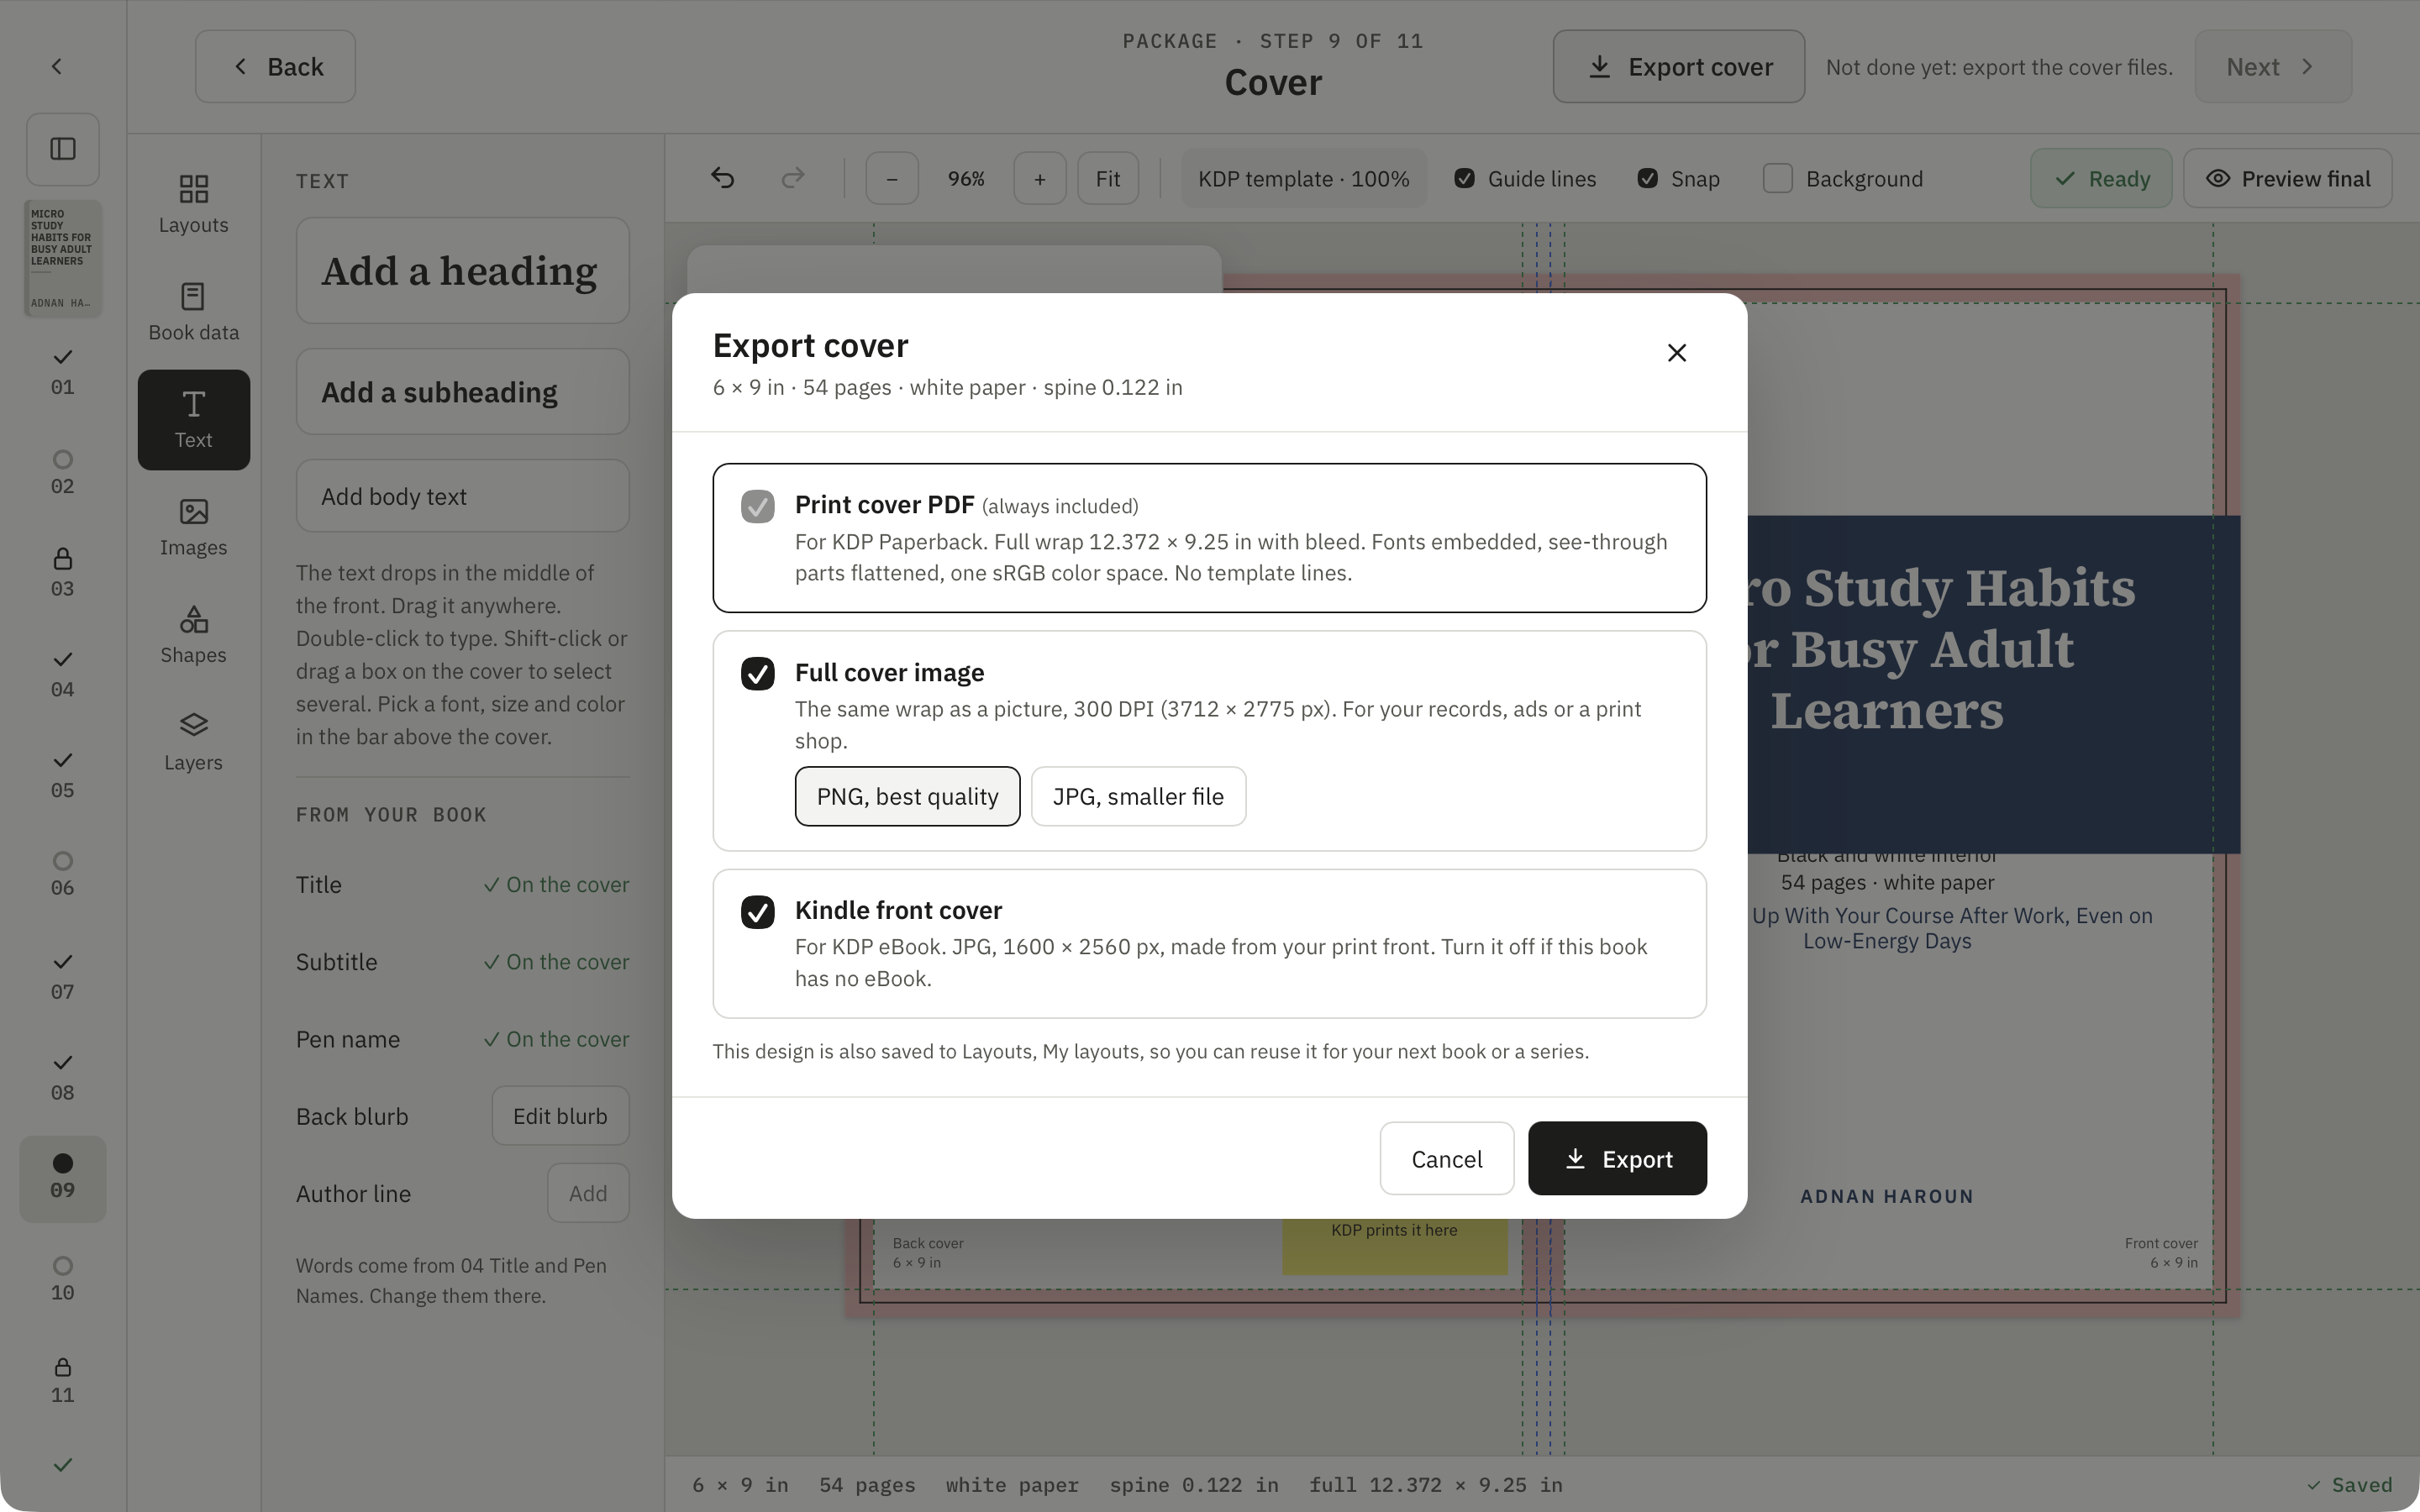 Back
PACKAGE · STEP 9 OF 11
Cover
Export cover
Not done yet: export the cover files.
Next
MICRO
STUDY
HABITS FOR
BUSY ADULT
LEARNERS
ADNAN HA…
01
02
03
04
05
06
07
08
09
10
11
Layouts
Book data
Text
Images
Shapes
Layers
TEXT
Add a heading
Add a subheading
Add body text
The text drops in the middle of
the front. Drag it anywhere.
Double-click to type. Shift-click or
drag a box on the cover to select
several. Pick a font, size and color
in the bar above the cover.
FROM YOUR BOOK
Title ✓ On the cover
Subtitle ✓ On the cover
Pen name ✓ On the cover
Back blurb Edit blurb
Author line Add
Words come from 04 Title and Pen
Names. Change them there.
− 96% + Fit KDP template · 100% Guide lines Snap Background Ready Preview final
Export cover
6 × 9 in · 54 pages · white paper · spine 0.122 in
Print cover PDF (always included)
For KDP Paperback. Full wrap 12.372 × 9.25 in with bleed. Fonts embedded, see-through
parts flattened, one sRGB color space. No template lines.
Full cover image
The same wrap as a picture, 300 DPI (3712 × 2775 px). For your records, ads or a print
shop.
PNG, best quality JPG, smaller file
Kindle front cover
For KDP eBook. JPG, 1600 × 2560 px, made from your print front. Turn it off if this book
has no eBook.
This design is also saved to Layouts, My layouts, so you can reuse it for your next book or a series.
Cancel Export
ro Study Habits
r Busy Adult
Learners
Black and white interior
54 pages · white paper
Up With Your Course After Work, Even on
Low-Energy Days
ADNAN HAROUN
KDP prints it here
Back cover
6 × 9 in
Front cover
6 × 9 in
6 × 9 in 54 pages white paper spine 0.122 in full 12.372 × 9.25 in
✓ Saved